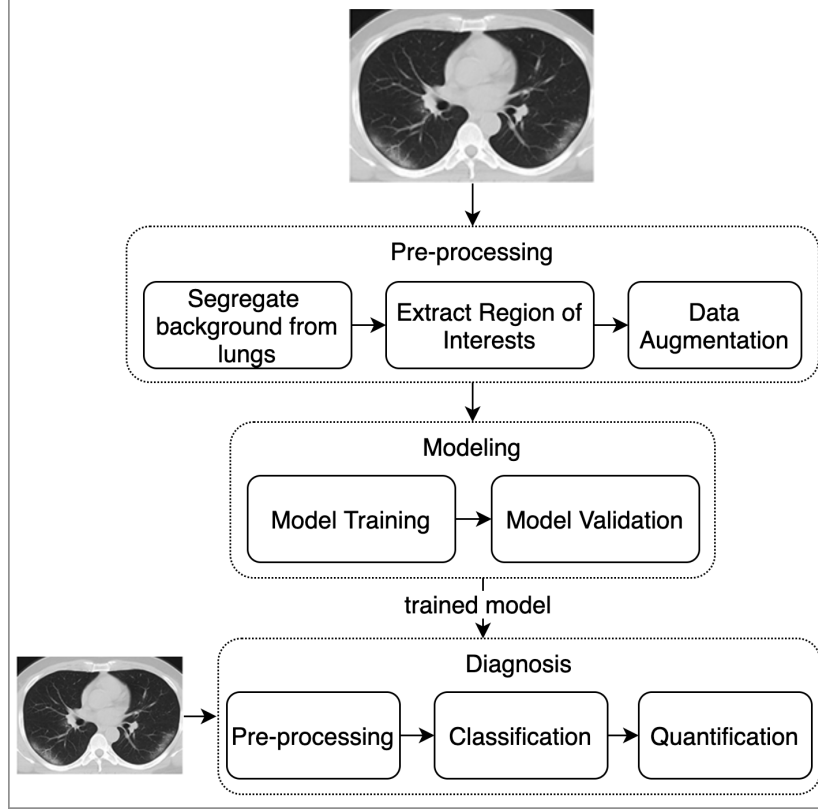 Pre-processing
Segregate
background from
lungs
Extract Region of
Interests
Data
Augmentation
Modeling
Model Training
Model Validation
trained model
Diagnosis
Pre-processing
Classification
Quantification